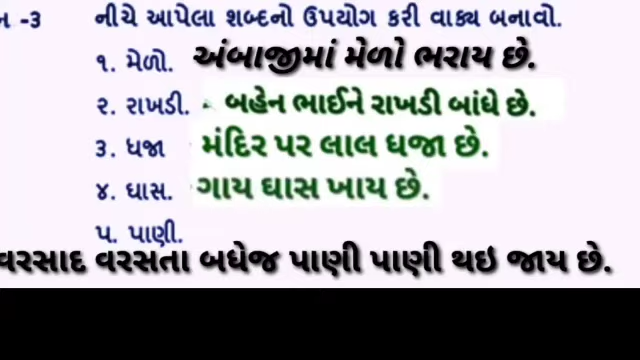 -૩ નીચે આપેલા શબ્દનો ઉપયોગ કરી વાક્ય બનાવો.
૧. મેળો. અંબાજીમાં મેળો ભરાય છે.
૨. રાખડી. બહેન ભાઈને રાખડી બાંધે છે.
૩. ધજા મંદિર પર લાલ ધજા છે.
૪. ઘાસ. ગાય ઘાસ ખાય છે.
૫. પાણી.
વરસાદ વરસતા બધેજ પાણી પાણી થઇ જાય છે.